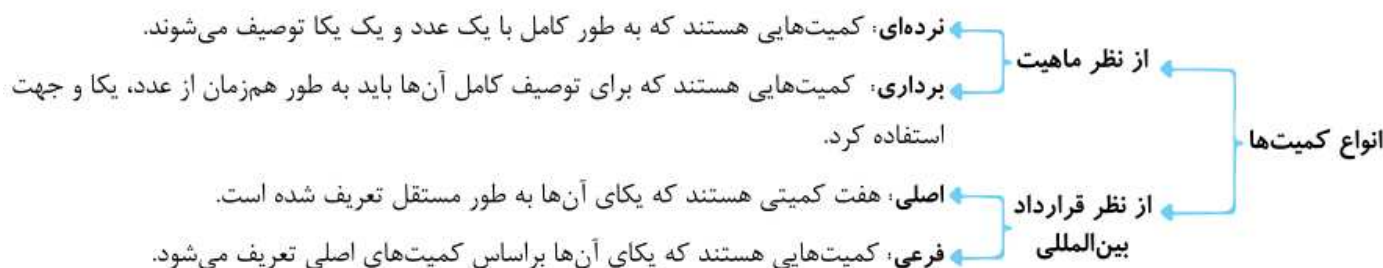 انواع کمیت‌ها
از نظر ماهیت
نرده‌ای: کمیت‌هایی هستند که به طور کامل با یک عدد و یک یکا توصیف می‌شوند.
برداری: کمیت‌هایی هستند که برای توصیف کامل آن‌ها باید به طور هم‌زمان از عدد، یکا و جهت
استفاده کرد.
از نظر قرارداد
بین‌المللی
اصلی: هفت کمیتی هستند که یکای آن‌ها به طور مستقل تعریف شده است.
فرعی: کمیت‌هایی هستند که یکای آن‌ها براساس کمیت‌های اصلی تعریف می‌شود.